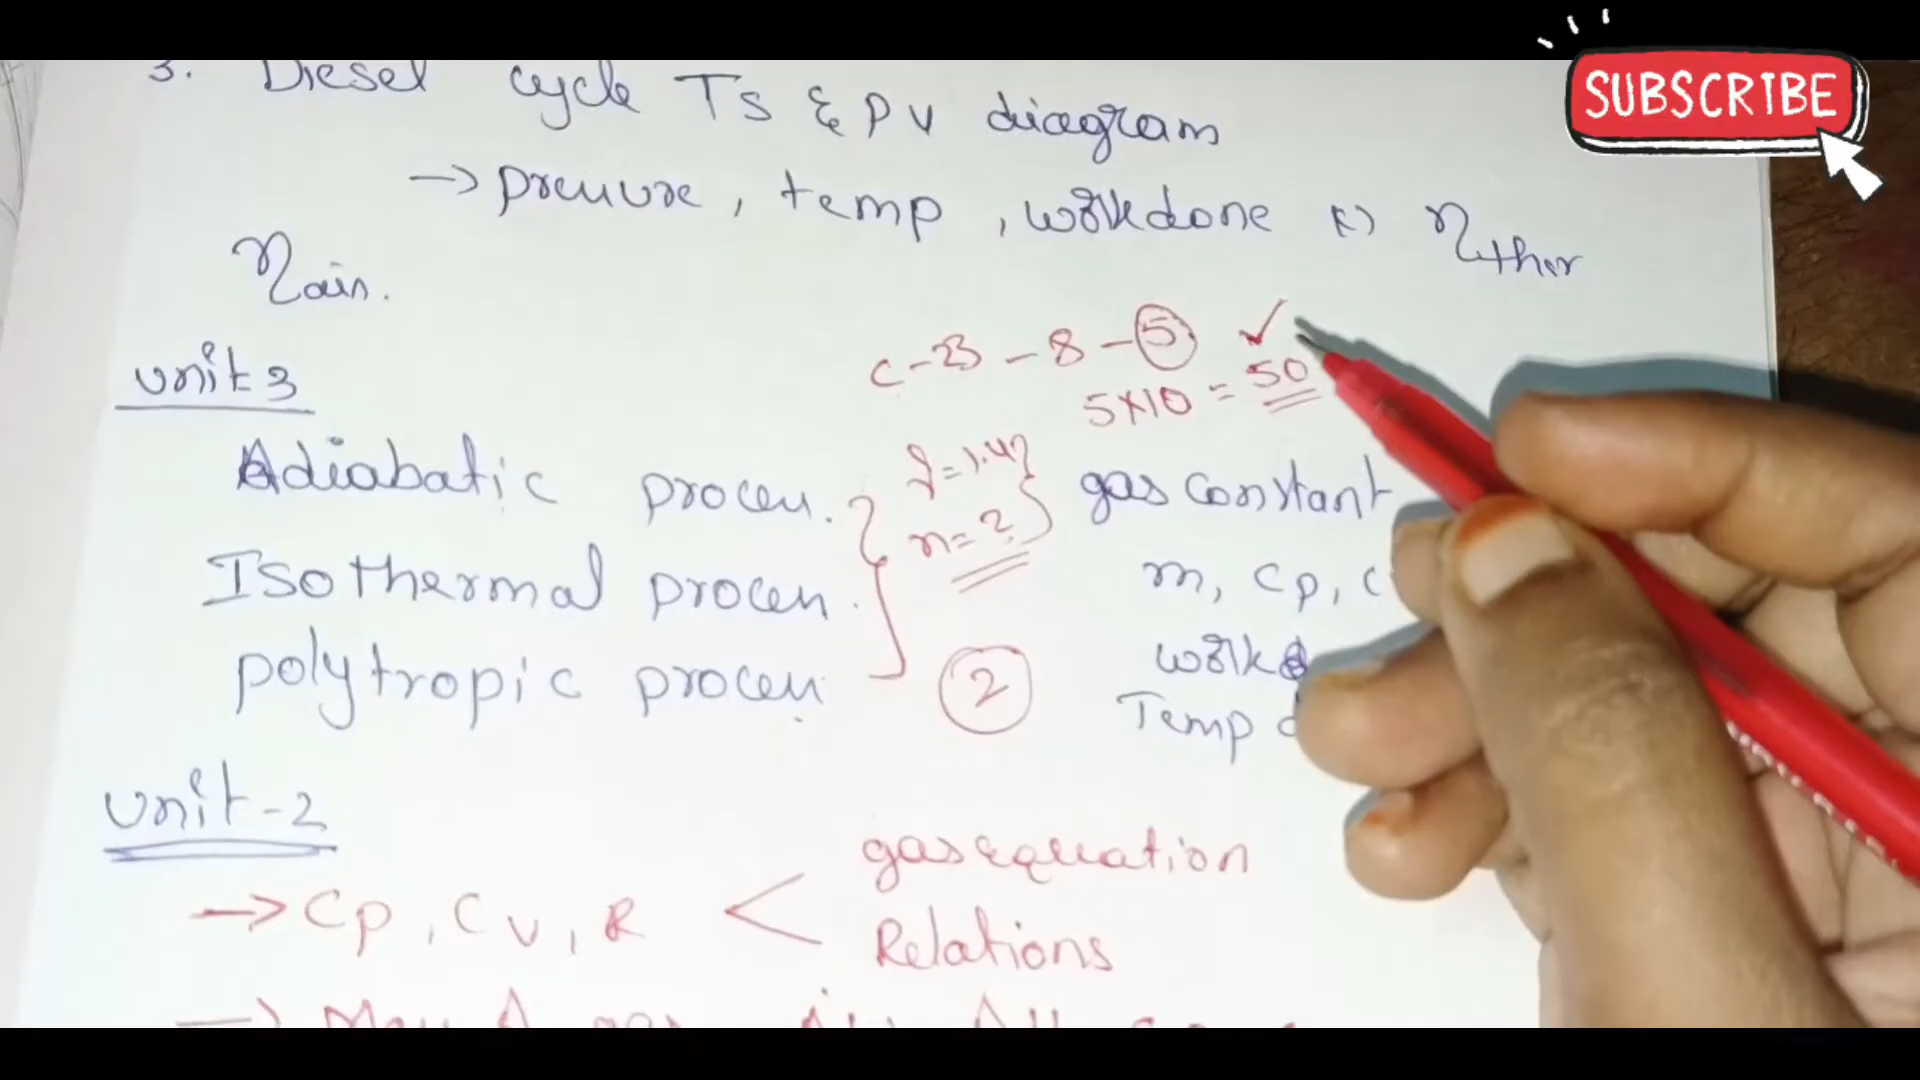 SUBSCRIBE
3. Diesel cycle Ts & PV diagram
→ pressure, temp, workdone (-) ηther
ηair.
c-23 - 8 - 5 ✓
unit 3
5×10 = 50
Adiabatic process.
γ=1.4?
gas constant
Isothermal process.
n=?
m, cp, c
polytropic process
2
work
Temp
unit-2
gas equation
→ Cp, Cv, R <
Relations